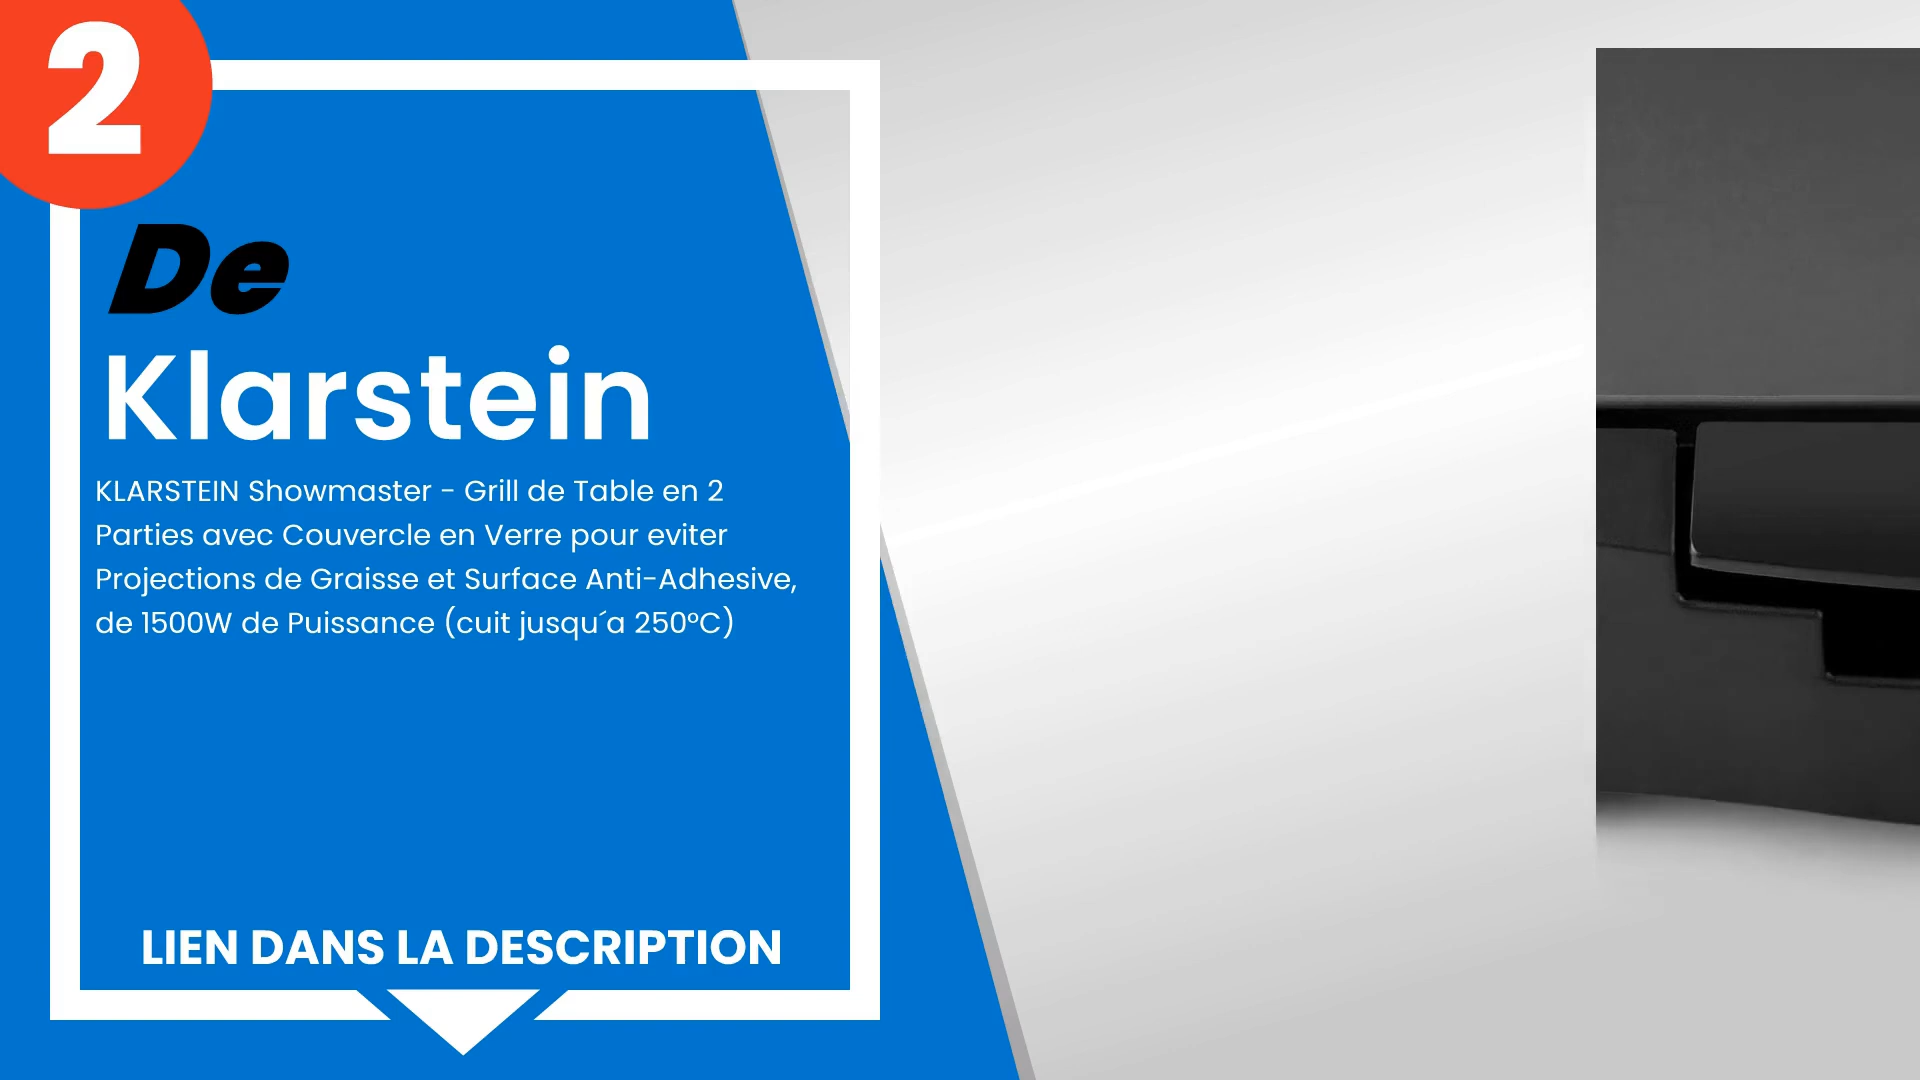 2
De
Klarstein
KLARSTEIN Showmaster - Grill de Table en 2
Parties avec Couvercle en Verre pour eviter
Projections de Graisse et Surface Anti-Adhesive,
de 1500W de Puissance (cuit jusqu´a 250°C)
LIEN DANS LA DESCRIPTION